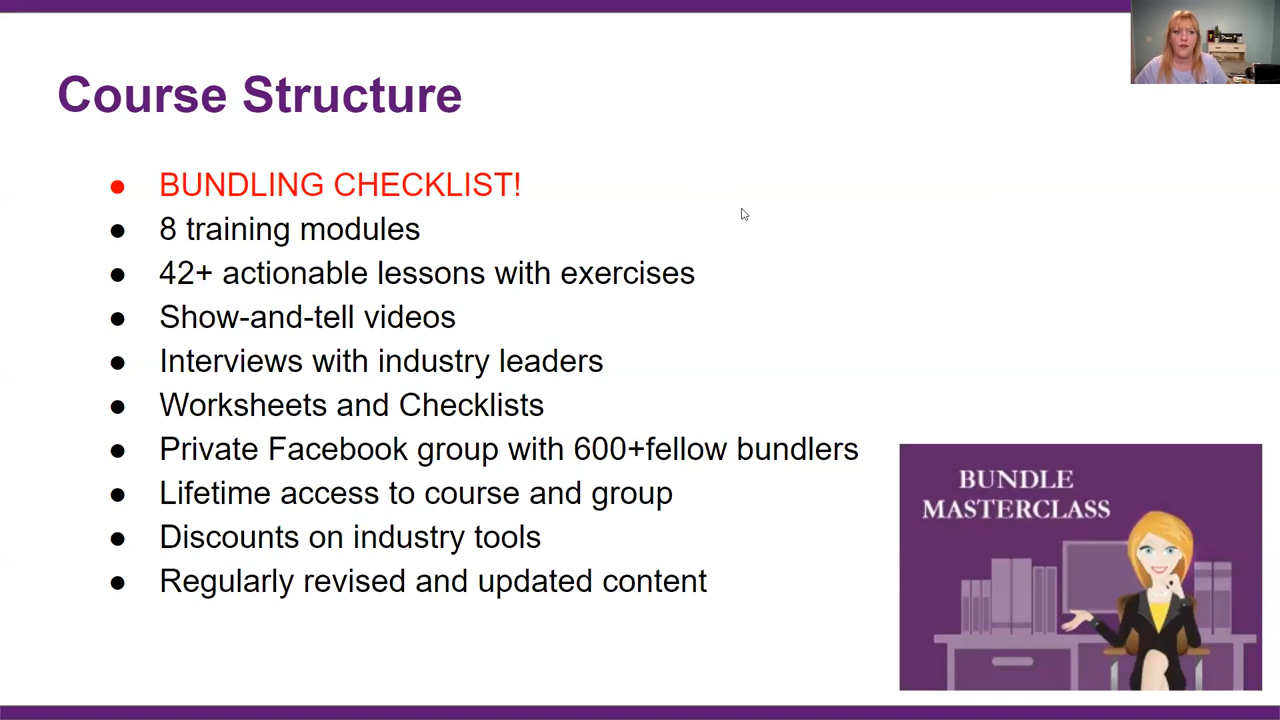 Course Structure
BUNDLING CHECKLIST!
8 training modules
42+ actionable lessons with exercises
Show-and-tell videos
Interviews with industry leaders
Worksheets and Checklists
Private Facebook group with 600+fellow bundlers
Lifetime access to course and group
Discounts on industry tools
Regularly revised and updated content
BUNDLE
MASTERCLASS